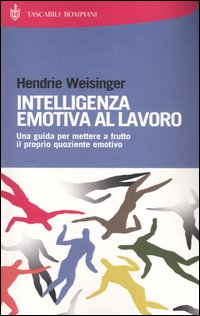 TASCABILI BOMPIANI
Hendrie Weisinger
INTELLIGENZA
EMOTIVA AL LAVORO
Una guida per mettere a frutto
il proprio quoziente emotivo